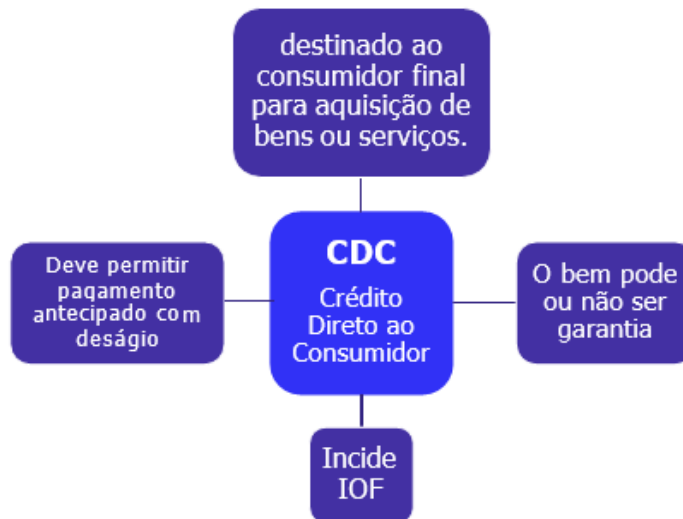 destinado ao
consumidor final
para aquisição de
bens ou serviços.
Deve permitir
pagamento
antecipado com
deságio
CDC
Crédito
Direto ao
Consumidor
O bem pode
ou não ser
garantia
Incide
IOF